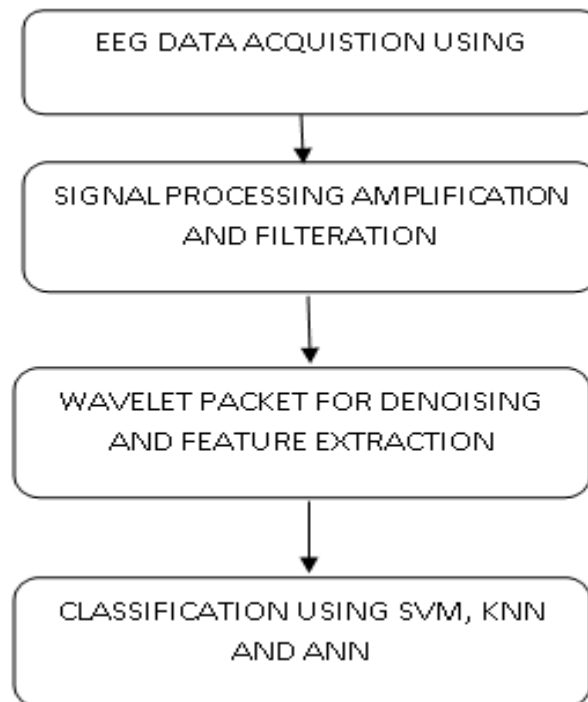 EEG DATA ACQUISTION USING
SIGNAL PROCESSING AMPLIFICATION
AND FILTERATION
WAVELET PACKET FOR DENOISING
AND FEATURE EXTRACTION
CLASSIFICATION USING SVM, KNN
AND ANN